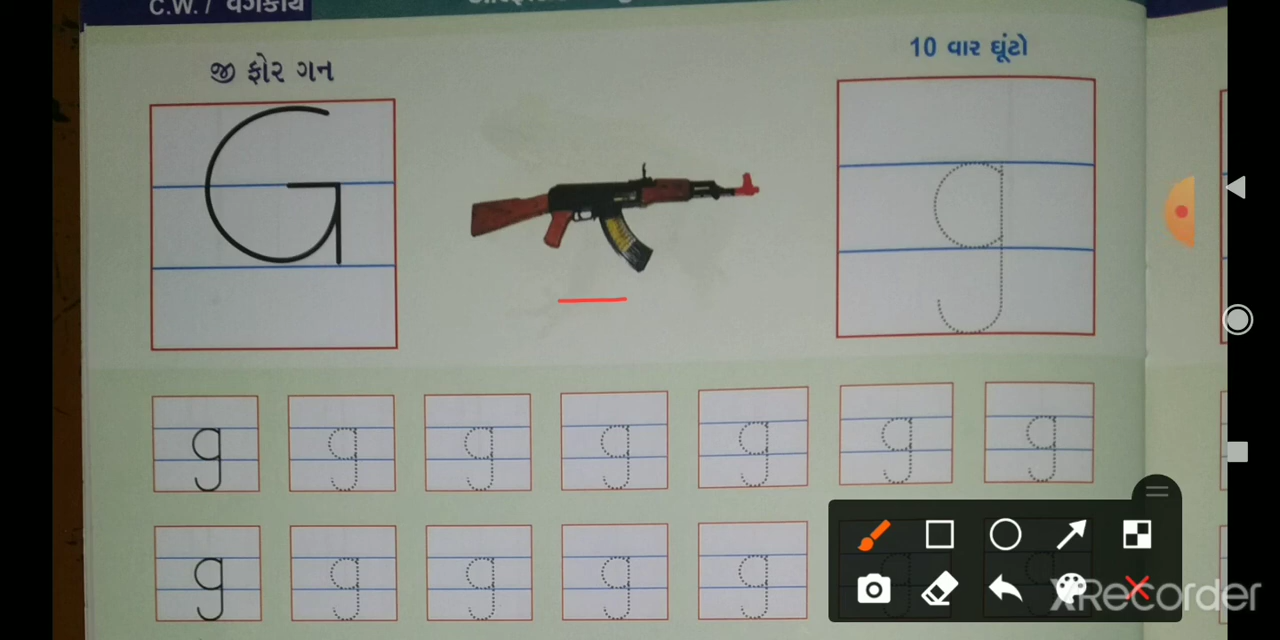 C.W. / વર્ગકાર્ય
જી ફોર ગન
10 વાર ઘૂંટો
G
g
g g g g g g g
g g g g g
XRecorder